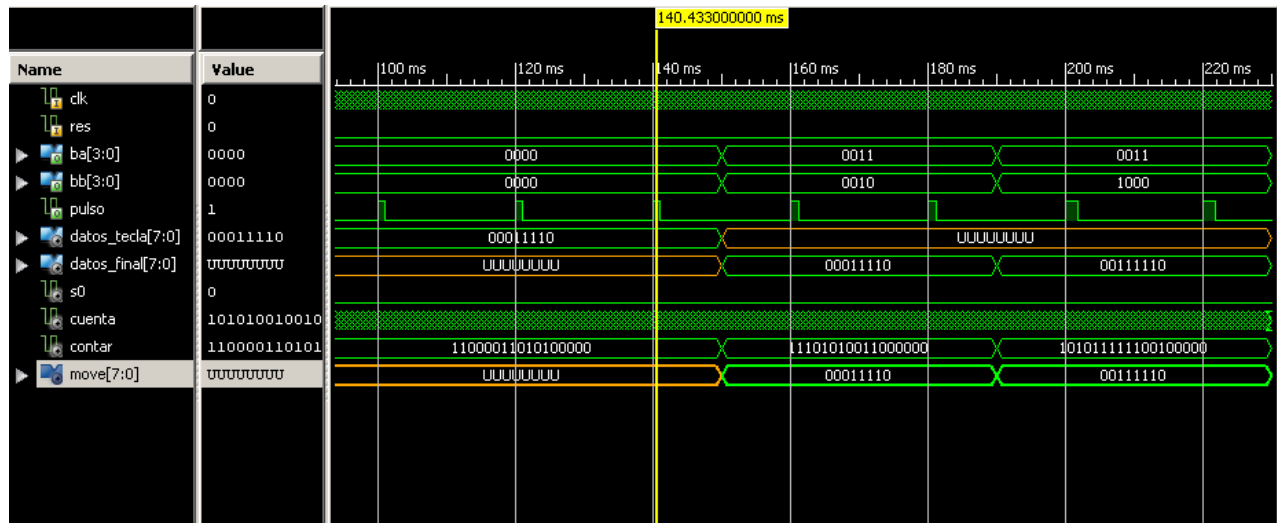 140.433000000 ms
Name Value 100 ms 120 ms 140 ms 160 ms 180 ms 200 ms 220 ms
clk 0
res 0
ba[3:0] 0000 0000 0011 0011
bb[3:0] 0000 0000 0010 1000
pulso 1
datos_tecla[7:0] 00011110 00011110 UUUUUUUU
datos_final[7:0] UUUUUUUU UUUUUUUU 00011110 00111110
s0 0
cuenta 101010010010
contar 110000110101 11000011010100000 11101010011000000 101011111100100000
move[7:0] UUUUUUUU UUUUUUUU 00011110 00111110